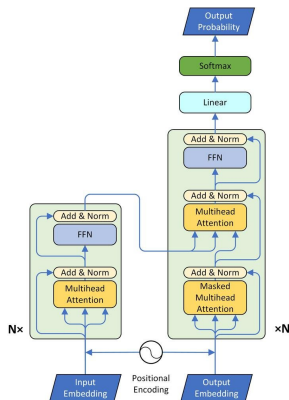 Output
Probability
Softmax
Linear
Add & Norm
FFN
Add & Norm
Multihead
Attention
Add & Norm
Masked
Multihead
Attention
×N
Add & Norm
FFN
Add & Norm
Multihead
Attention
N×
Positional
Encoding
Input
Embedding
Output
Embedding